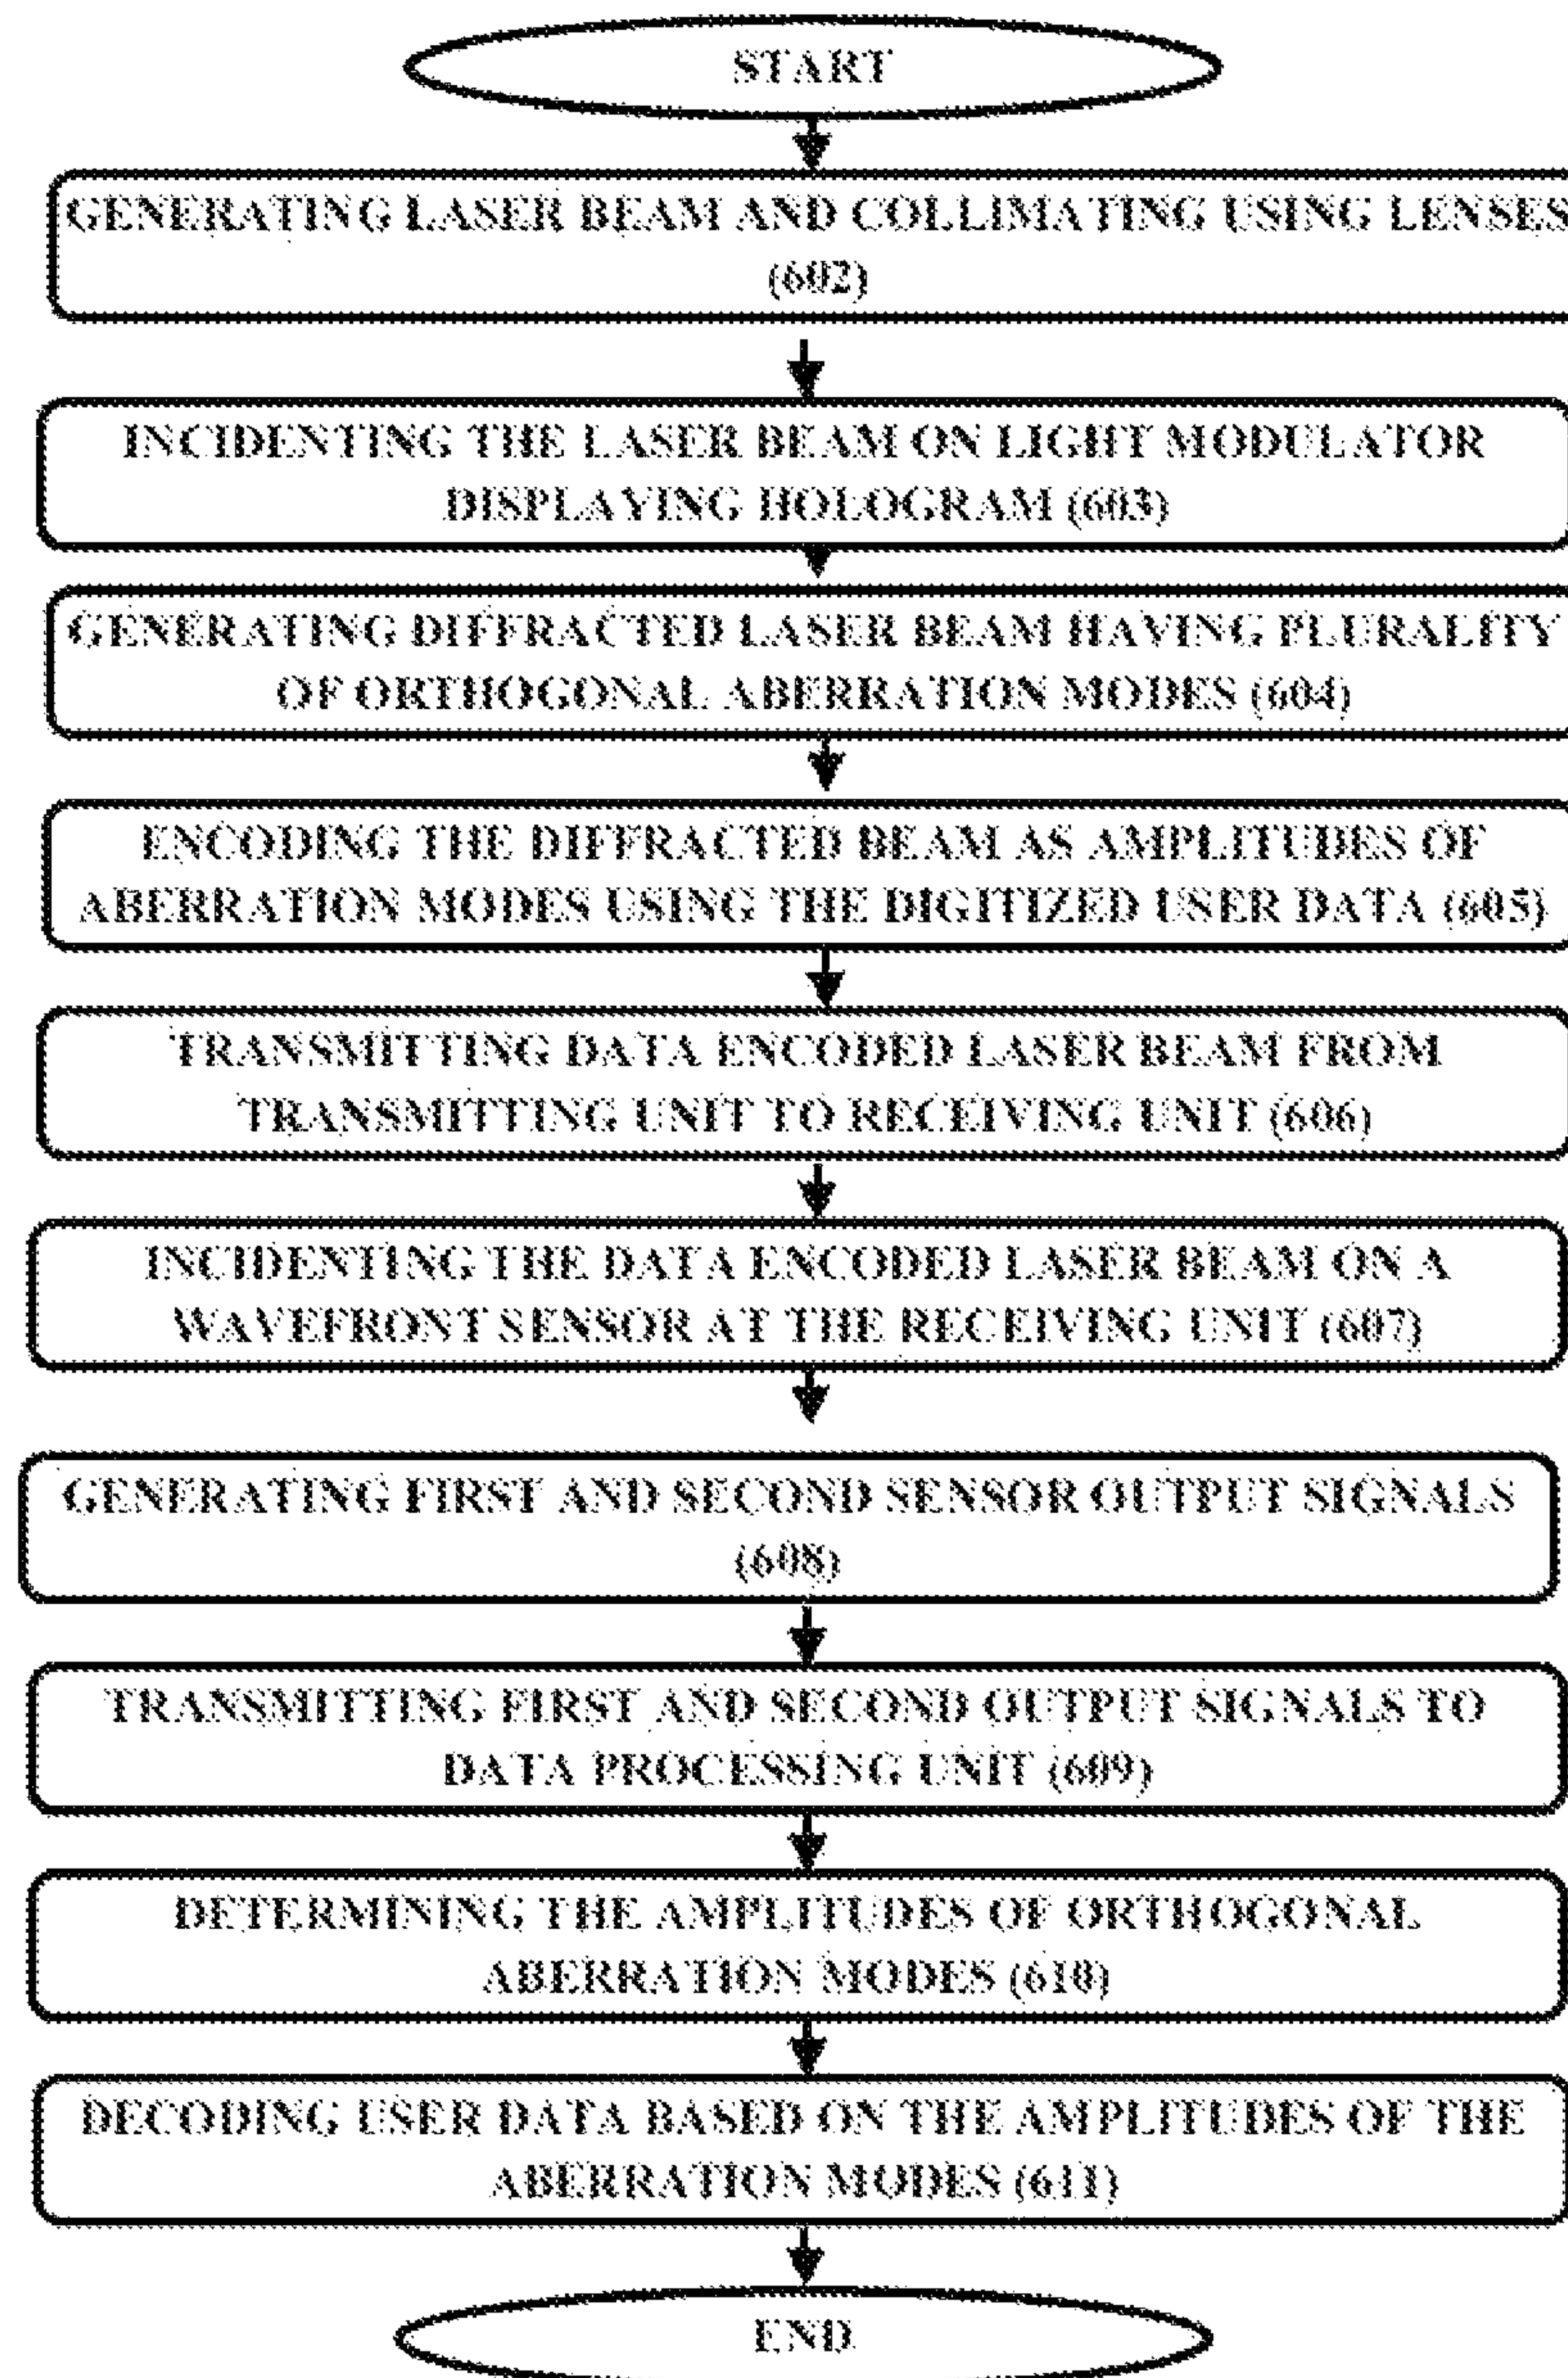 START
GENERATING LASER BEAM AND COLLIMATING USING LENSES
(602)
INCIDENTING THE LASER BEAM ON LIGHT MODULATOR
DISPLAYING HOLOGRAM (603)
GENERATING DIFFRACTED LASER BEAM HAVING PLURALITY
OF ORTHOGONAL ABERRATION MODES (604)
ENCODING THE DIFFRACTED BEAM AS AMPLITUDES OF
ABERRATION MODES USING THE DIGITIZED USER DATA (605)
TRANSMITTING DATA ENCODED LASER BEAM FROM
TRANSMITTING UNIT TO RECEIVING UNIT (606)
INCIDENTING THE DATA ENCODED LASER BEAM ON A
WAVEFRONT SENSOR AT THE RECEIVING UNIT (607)
GENERATING FIRST AND SECOND SENSOR OUTPUT SIGNALS
(608)
TRANSMITTING FIRST AND SECOND OUTPUT SIGNALS TO
DATA PROCESSING UNIT (609)
DETERMINING THE AMPLITUDES OF ORTHOGONAL
ABERRATION MODES (610)
DECODING USER DATA BASED ON THE AMPLITUDES OF THE
ABERRATION MODES (611)
END